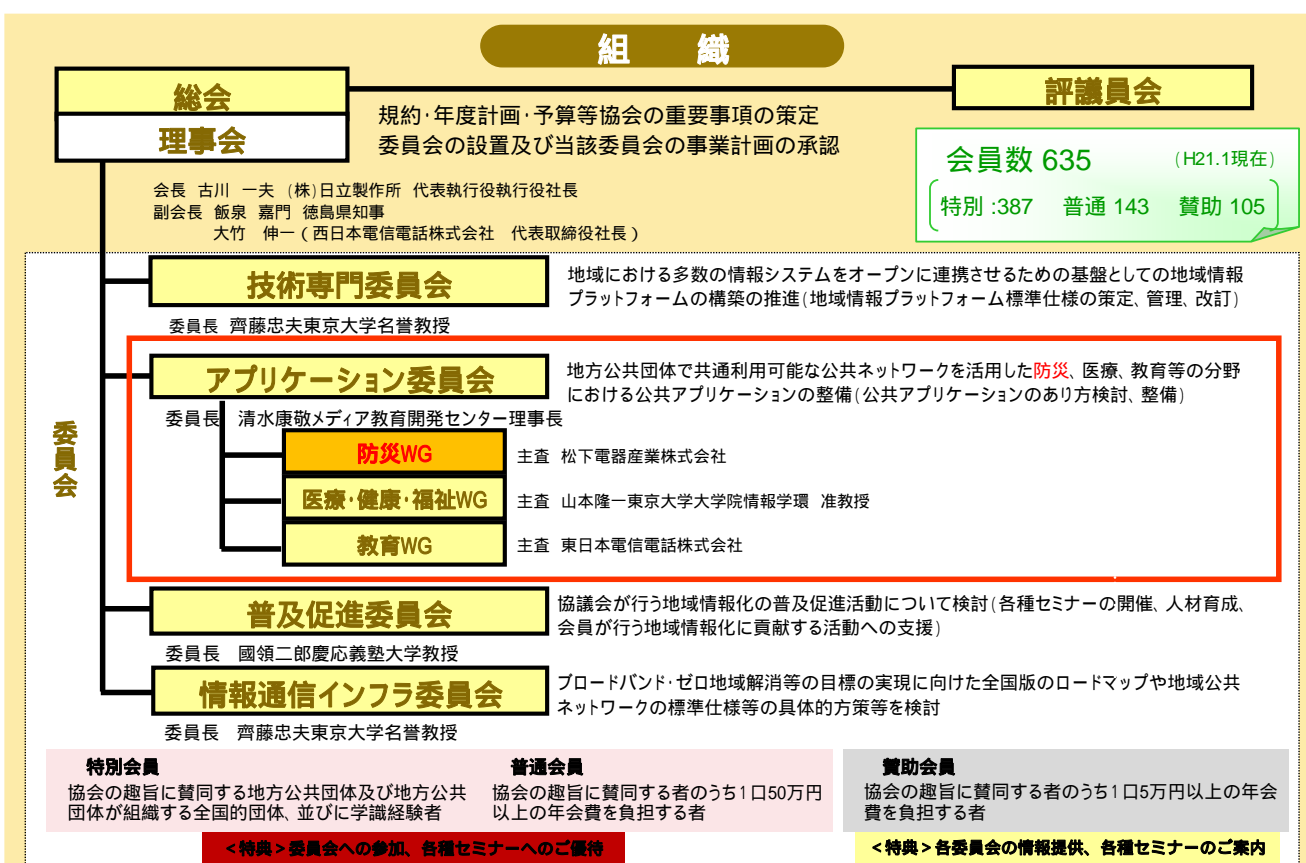 組 織
総会
評議員会
理事会
規約・年度計画・予算等協会の重要事項の策定
委員会の設置及び当該委員会の事業計画の承認
会員数 635 (H21.1現在)
特別 :387 普通 143 賛助 105
会長 古川 一夫 (株)日立製作所 代表執行役執行役社長
副会長 飯泉 嘉門 徳島県知事
大竹 伸一(西日本電信電話株式会社 代表取締役社長)
委員会
技術専門委員会
地域における多数の情報システムをオープンに連携させるための基盤としての地域情報
プラットフォームの構築の推進(地域情報プラットフォーム標準仕様の策定、管理、改訂)
委員長 齊藤忠夫東京大学名誉教授
アプリケーション委員会
地方公共団体で共通利用可能な公共ネットワークを活用した防災、医療、教育等の分野
における公共アプリケーションの整備(公共アプリケーションのあり方検討、整備)
委員長 清水康敬メディア教育開発センター理事長
防災WG
主査 松下電器産業株式会社
医療・健康・福祉WG
主査 山本隆一東京大学大学院情報学環 准教授
教育WG
主査 東日本電信電話株式会社
普及促進委員会
協議会が行う地域情報化の普及促進活動について検討(各種セミナーの開催、人材育成、
会員が行う地域情報化に貢献する活動への支援)
委員長 國領二郎慶応義塾大学教授
情報通信インフラ委員会
ブロードバンド・ゼロ地域解消等の目標の実現に向けた全国版のロードマップや地域公共
ネットワークの標準仕様等の具体的方策等を検討
委員長 齊藤忠夫東京大学名誉教授
特別会員
協会の趣旨に賛同する地方公共団体及び地方公共
団体が組織する全国的団体、並びに学識経験者
普通会員
協会の趣旨に賛同する者のうち1口50万円
以上の年会費を負担する者
賛助会員
協会の趣旨に賛同する者のうち1口5万円以上の年会
費を負担する者
<特典>委員会への参加、各種セミナーへのご優待
<特典>各委員会の情報提供、各種セミナーのご案内